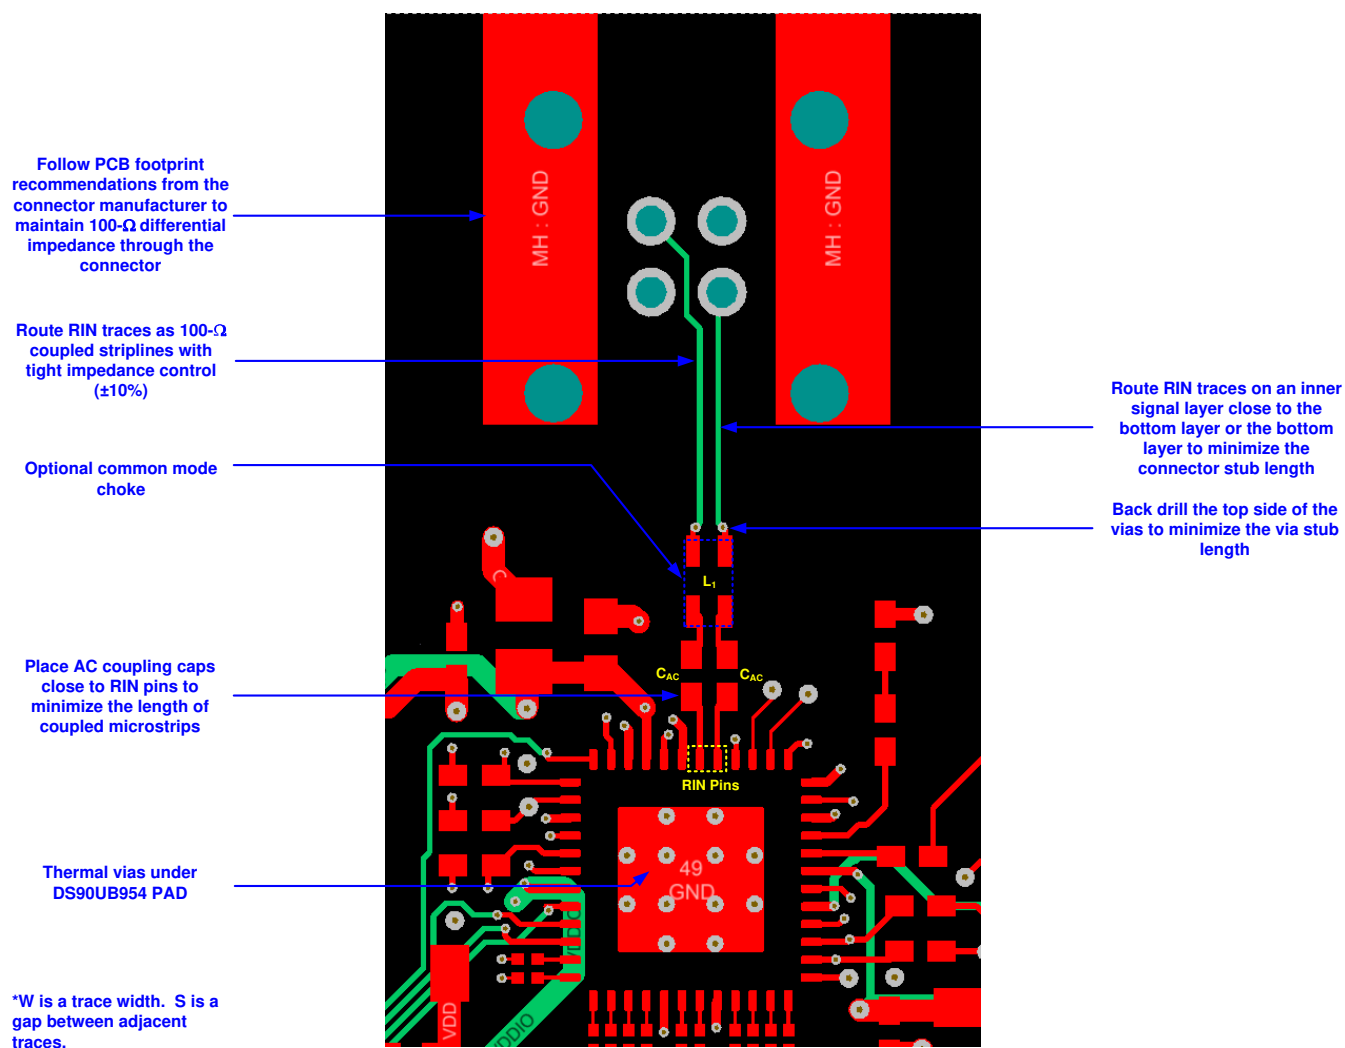 Follow PCB footprint
recommendations from the
connector manufacturer to
maintain 100-Ω differential
impedance through the
connector
Route RIN traces as 100-Ω
coupled striplines with
tight impedance control
(±10%)
Optional common mode
choke
Place AC coupling caps
close to RIN pins to
minimize the length of
coupled microstrips
Thermal vias under
DS90UB954 PAD
*W is a trace width.  S is a
gap between adjacent
traces.
MH : GND
MH : GND
L1
CAC
CAC
RIN Pins
49
GND
VDD
Route RIN traces on an inner
signal layer close to the
bottom layer or the bottom
layer to minimize the
connector stub length
Back drill the top side of the
vias to minimize the via stub
length